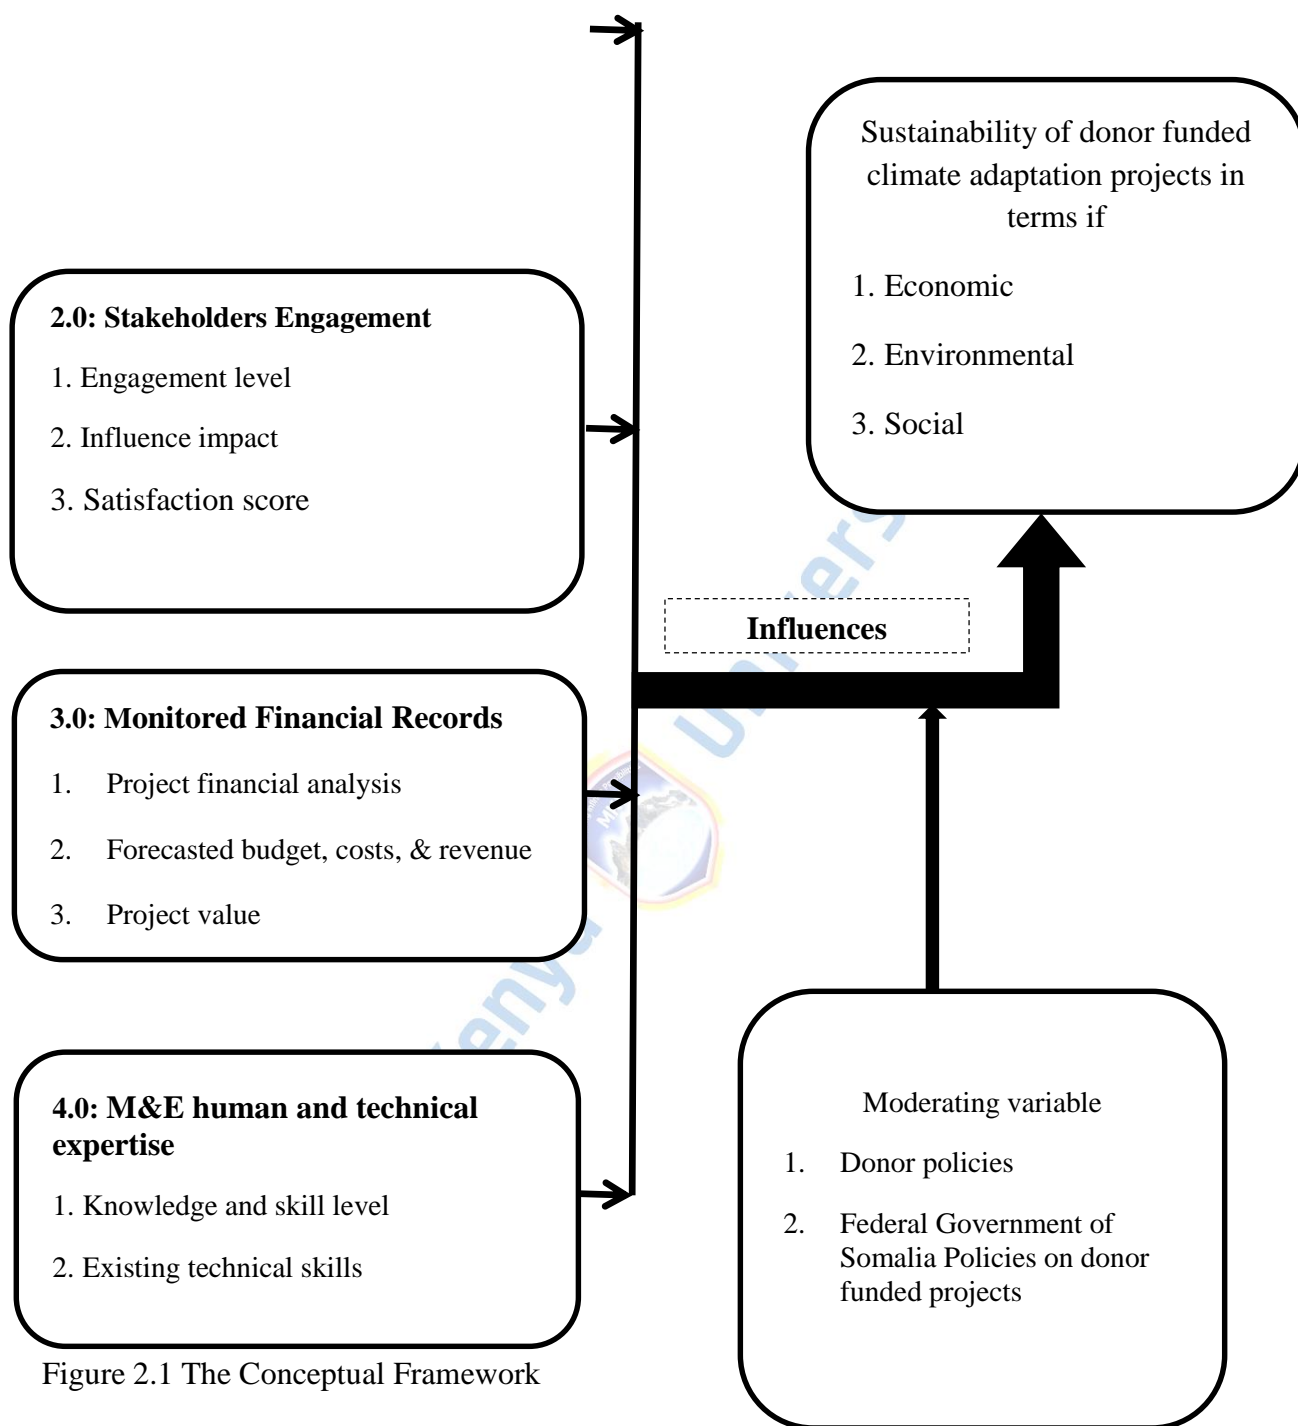 2.0: Stakeholders Engagement
1. Engagement level
2. Influence impact
3. Satisfaction score
3.0: Monitored Financial Records
1. Project financial analysis
2. Forecasted budget, costs, & revenue
3. Project value
4.0: M&E human and technical
expertise
1. Knowledge and skill level
2. Existing technical skills
Sustainability of donor funded
climate adaptation projects in
terms if
1. Economic
2. Environmental
3. Social
Influences
Moderating variable
1. Donor policies
2. Federal Government of
Somalia Policies on donor
funded projects
Figure 2.1 The Conceptual Framework